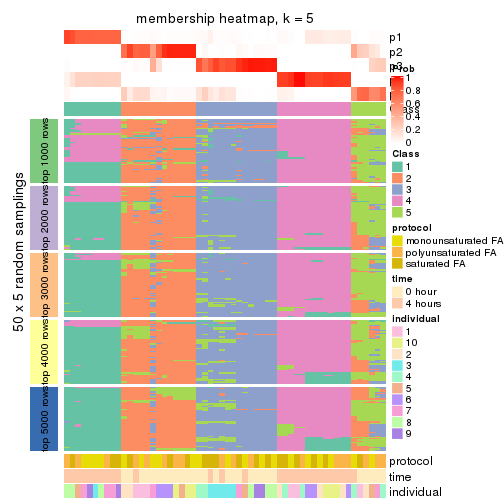 membership heatmap, k = 5
p1
p2
p3
Prob
1
0.8
0.6
0.4
0.2
0
Class
1
2
3
4
5
protocol
monounsaturated FA
polyunsaturated FA
saturated FA
time
0 hour
4 hours
individual
1
10
2
3
4
5
6
7
8
9
50 x 5 random samplings
top 1000 rows
top 2000 rows
top 3000 rows
top 4000 rows
top 5000 rows
protocol
time
individual